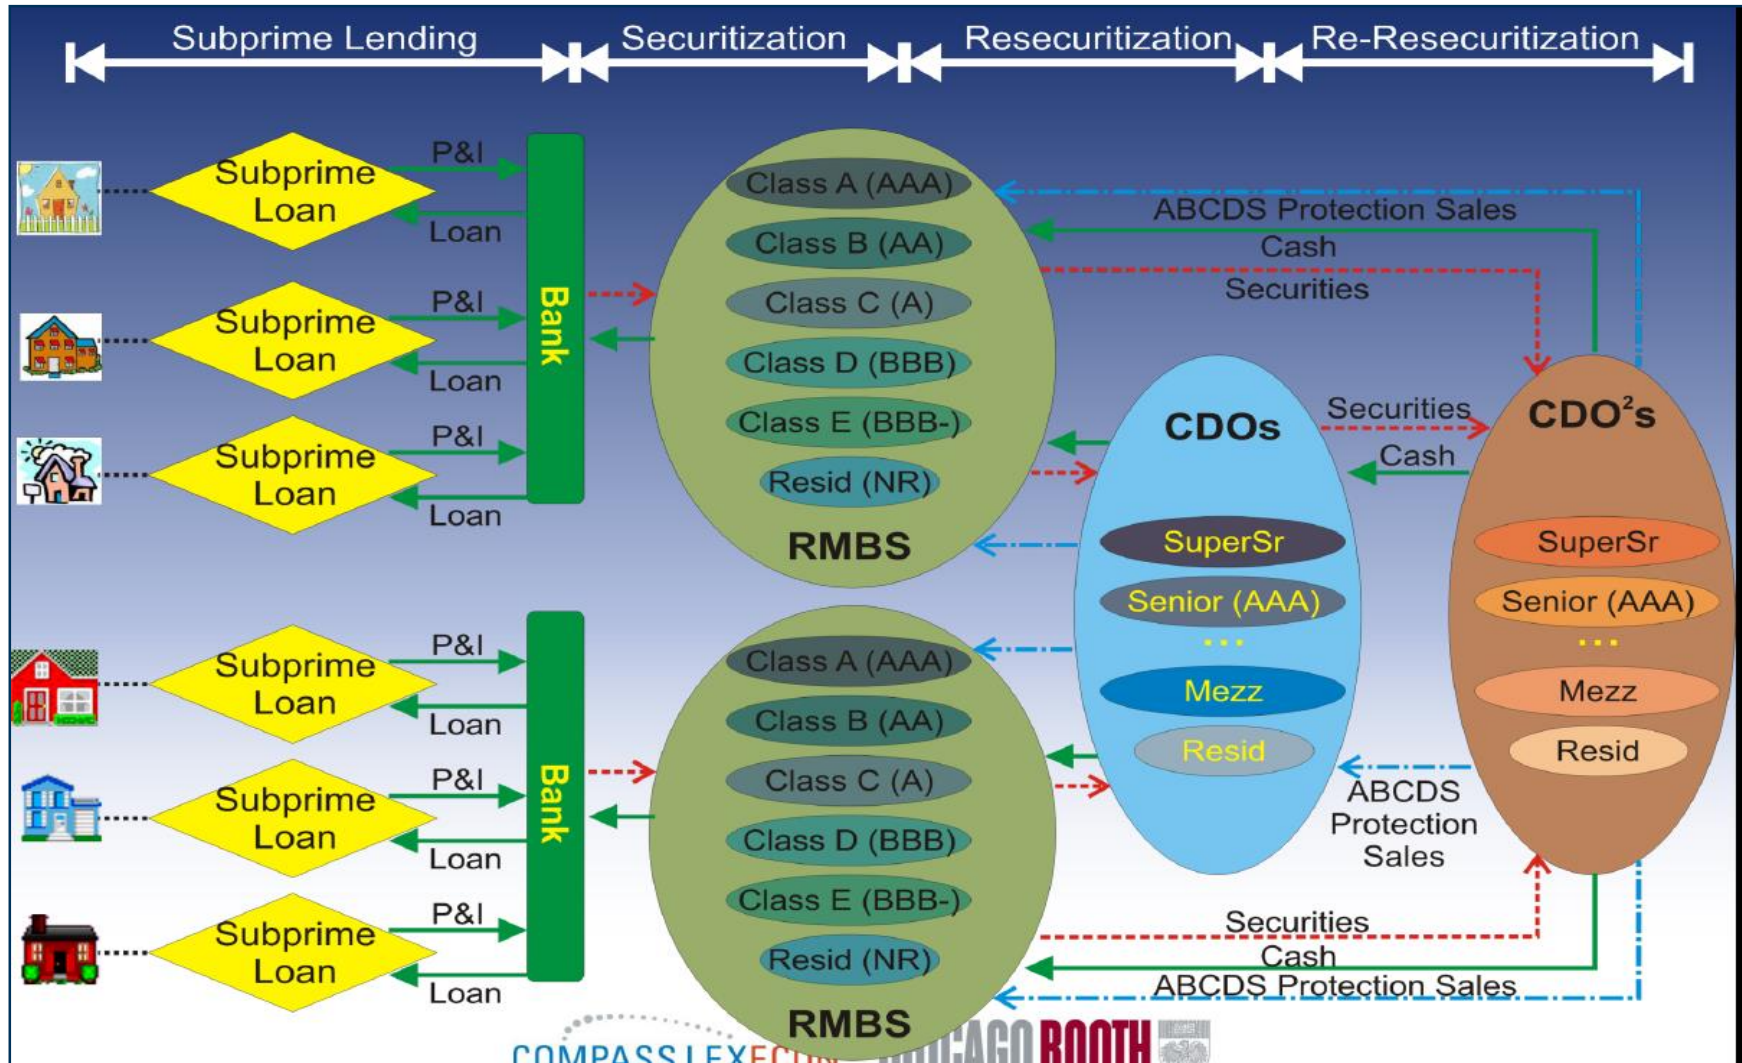 Subprime Lending
Securitization
Resecuritization
Re-Resecuritization
Subprime
Loan
P&I
Loan
Subprime
Loan
P&I
Loan
Subprime
Loan
P&I
Loan
Bank
Class A (AAA)
Class B (AA)
Class C (A)
Class D (BBB)
Class E (BBB-)
Resid (NR)
RMBS
ABCDS Protection Sales
Cash
Securities
Subprime
Loan
P&I
Loan
Subprime
Loan
P&I
Loan
Subprime
Loan
P&I
Loan
Bank
Class A (AAA)
Class B (AA)
Class C (A)
Class D (BBB)
Class E (BBB-)
Resid (NR)
RMBS
CDOs
SuperSr
Senior (AAA)
...
Mezz
Resid
Securities
Cash
ABCDS
Protection
Sales
CDO²s
SuperSr
Senior (AAA)
...
Mezz
Resid
Securities
Cash
ABCDS Protection Sales
COMPASS LEXECON
CHICAGO BOOTH